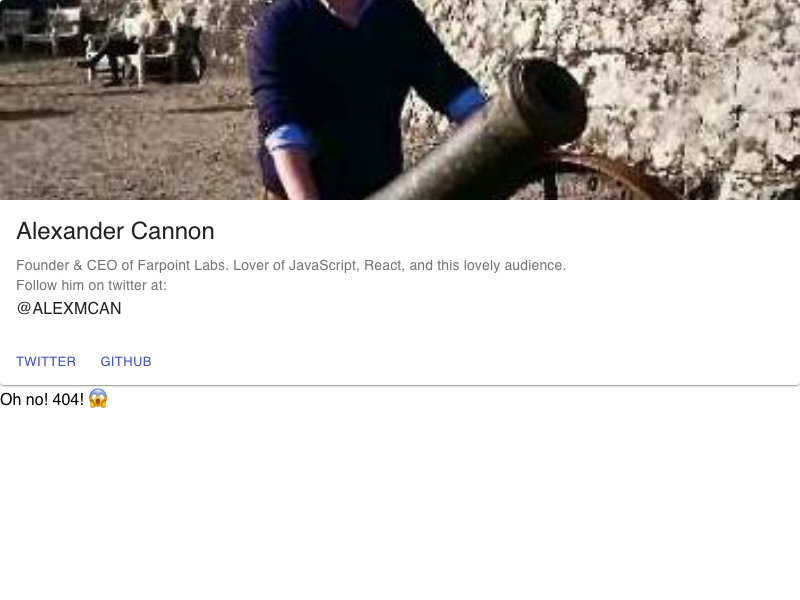 Alexander Cannon
Founder & CEO of Farpoint Labs. Lover of JavaScript, React, and this lovely audience.
Follow him on twitter at:
@ALEXMCAN
TWITTER GITHUB
Oh no! 404! 😱